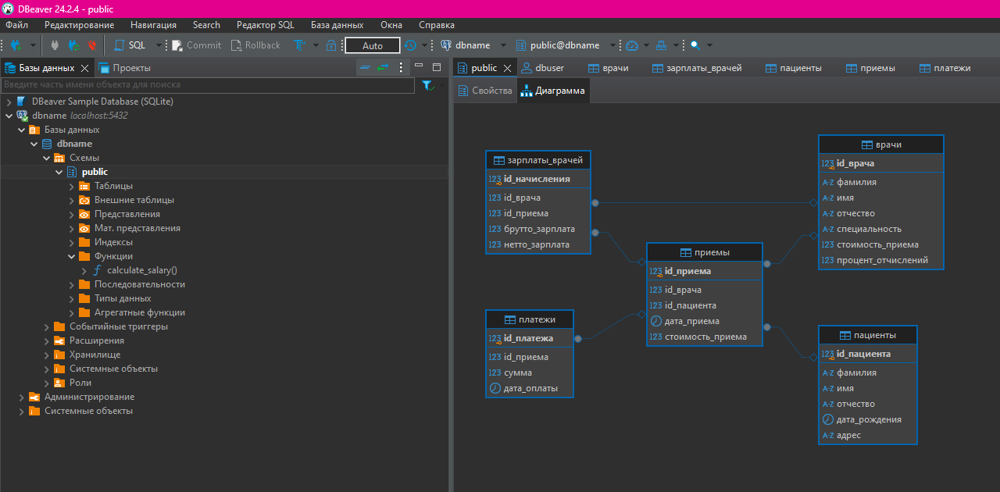 DBeaver 24.2.4 - public
Файл Редактирование Навигация Search Редактор SQL База данных Окна Справка
SQL Commit Rollback Auto dbname public@dbname
Базы данных Проекты
Введите часть имени объекта для поиска
DBeaver Sample Database (SQLite)
dbname localhost:5432
Базы данных
dbname
Схемы
public
Таблицы
Внешние таблицы
Представления
Мат. представления
Индексы
Функции
calculate_salary()
Последовательности
Типы данных
Агрегатные функции
Событийные триггеры
Расширения
Хранилище
Системные объекты
Роли
Администрирование
Системные объекты
public dbuser врачи зарплаты_врачей пациенты приемы платежи
Свойства Диаграмма
зарплаты_врачей
123 id_начисления
123 id_врача
123 id_приема
123 брутто_зарплата
123 нетто_зарплата
врачи
123 id_врача
A-Z фамилия
A-Z имя
A-Z отчество
A-Z специальность
123 стоимость_приема
123 процент_отчислений
приемы
123 id_приема
123 id_врача
123 id_пациента
дата_приема
123 стоимость_приема
платежи
123 id_платежа
123 id_приема
123 сумма
дата_оплаты
пациенты
123 id_пациента
A-Z фамилия
A-Z имя
A-Z отчество
дата_рождения
A-Z адрес